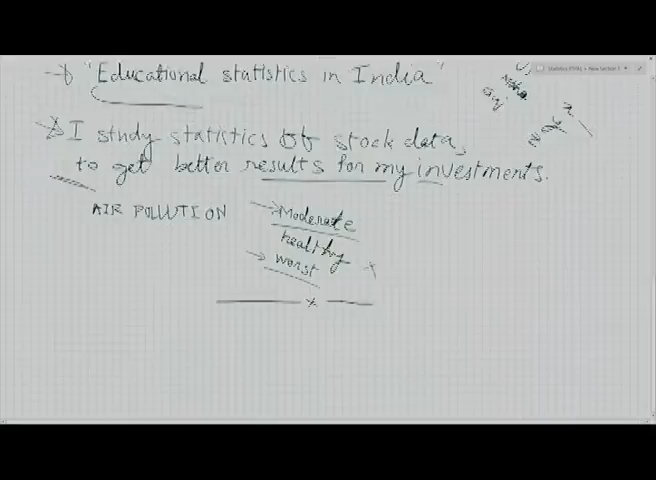 "Educational statistics in India"
I study statistics of stock data,
to get better results for my investments.
AIR POLLUTION
Moderate
healthy
worst